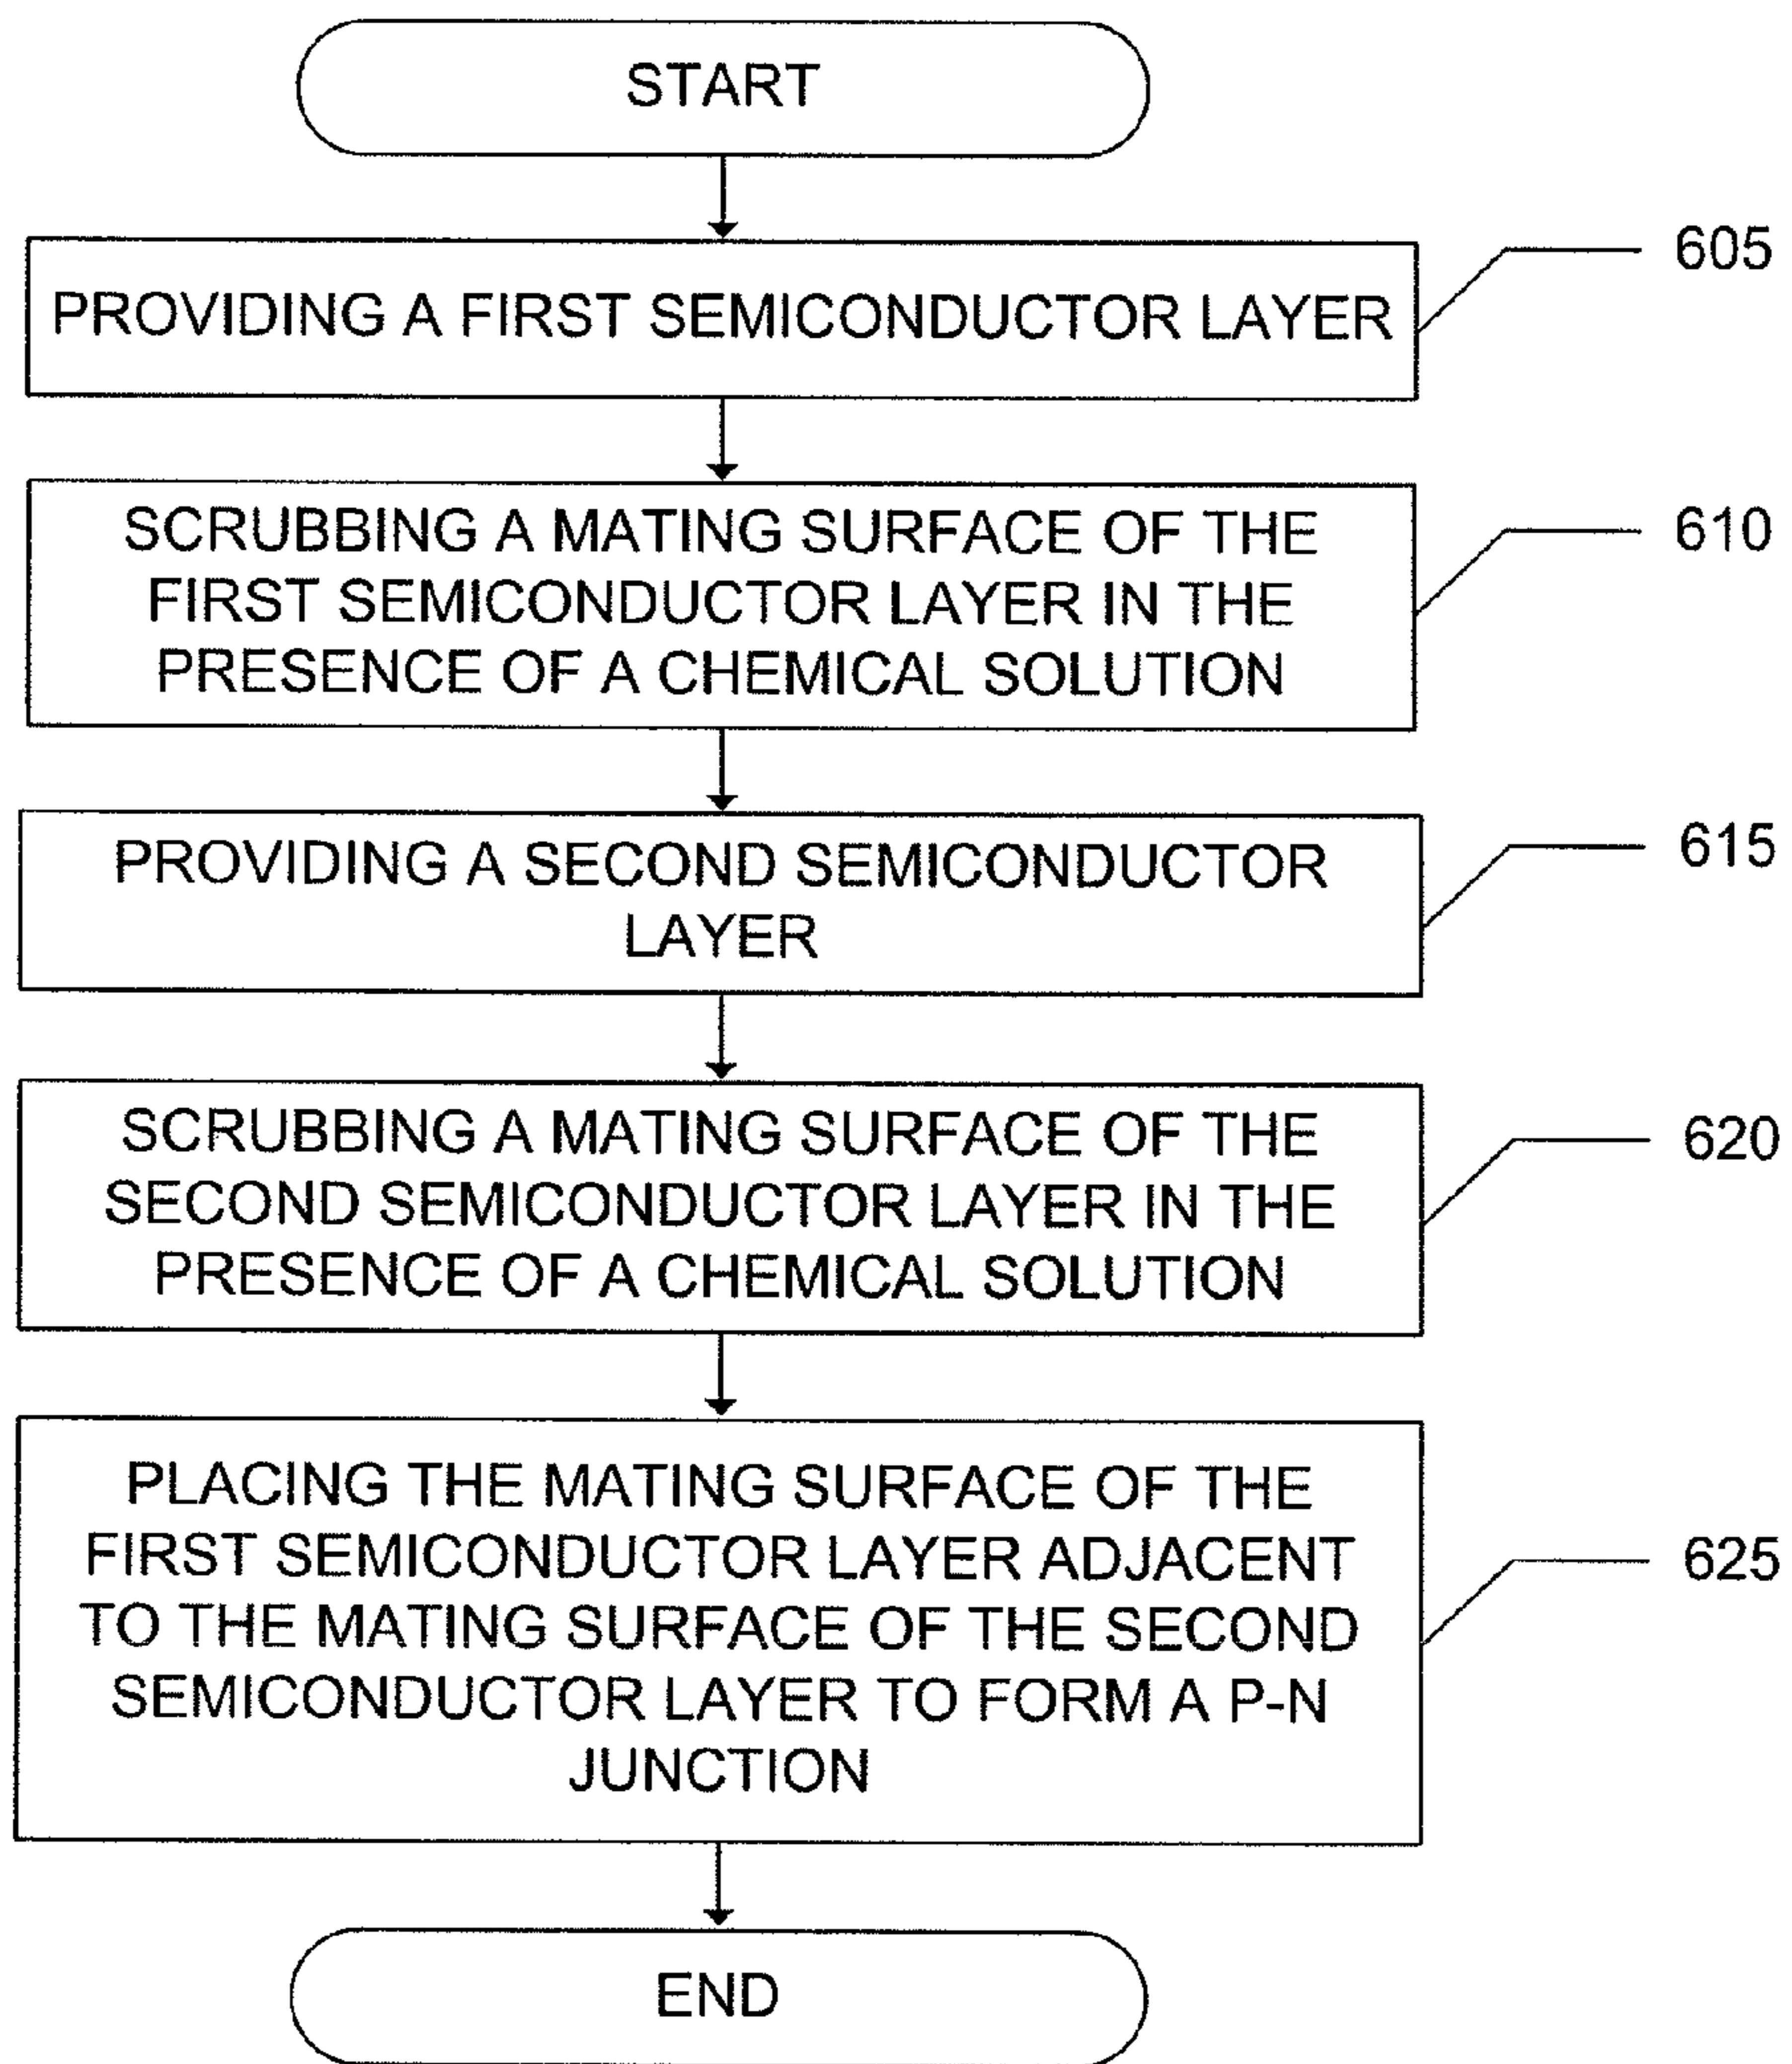 START
PROVIDING A FIRST SEMICONDUCTOR LAYER
605
SCRUBBING A MATING SURFACE OF THE
FIRST SEMICONDUCTOR LAYER IN THE
PRESENCE OF A CHEMICAL SOLUTION
610
PROVIDING A SECOND SEMICONDUCTOR
LAYER
615
SCRUBBING A MATING SURFACE OF THE
SECOND SEMICONDUCTOR LAYER IN THE
PRESENCE OF A CHEMICAL SOLUTION
620
PLACING THE MATING SURFACE OF THE
FIRST SEMICONDUCTOR LAYER ADJACENT
TO THE MATING SURFACE OF THE SECOND
SEMICONDUCTOR LAYER TO FORM A P-N
JUNCTION
625
END